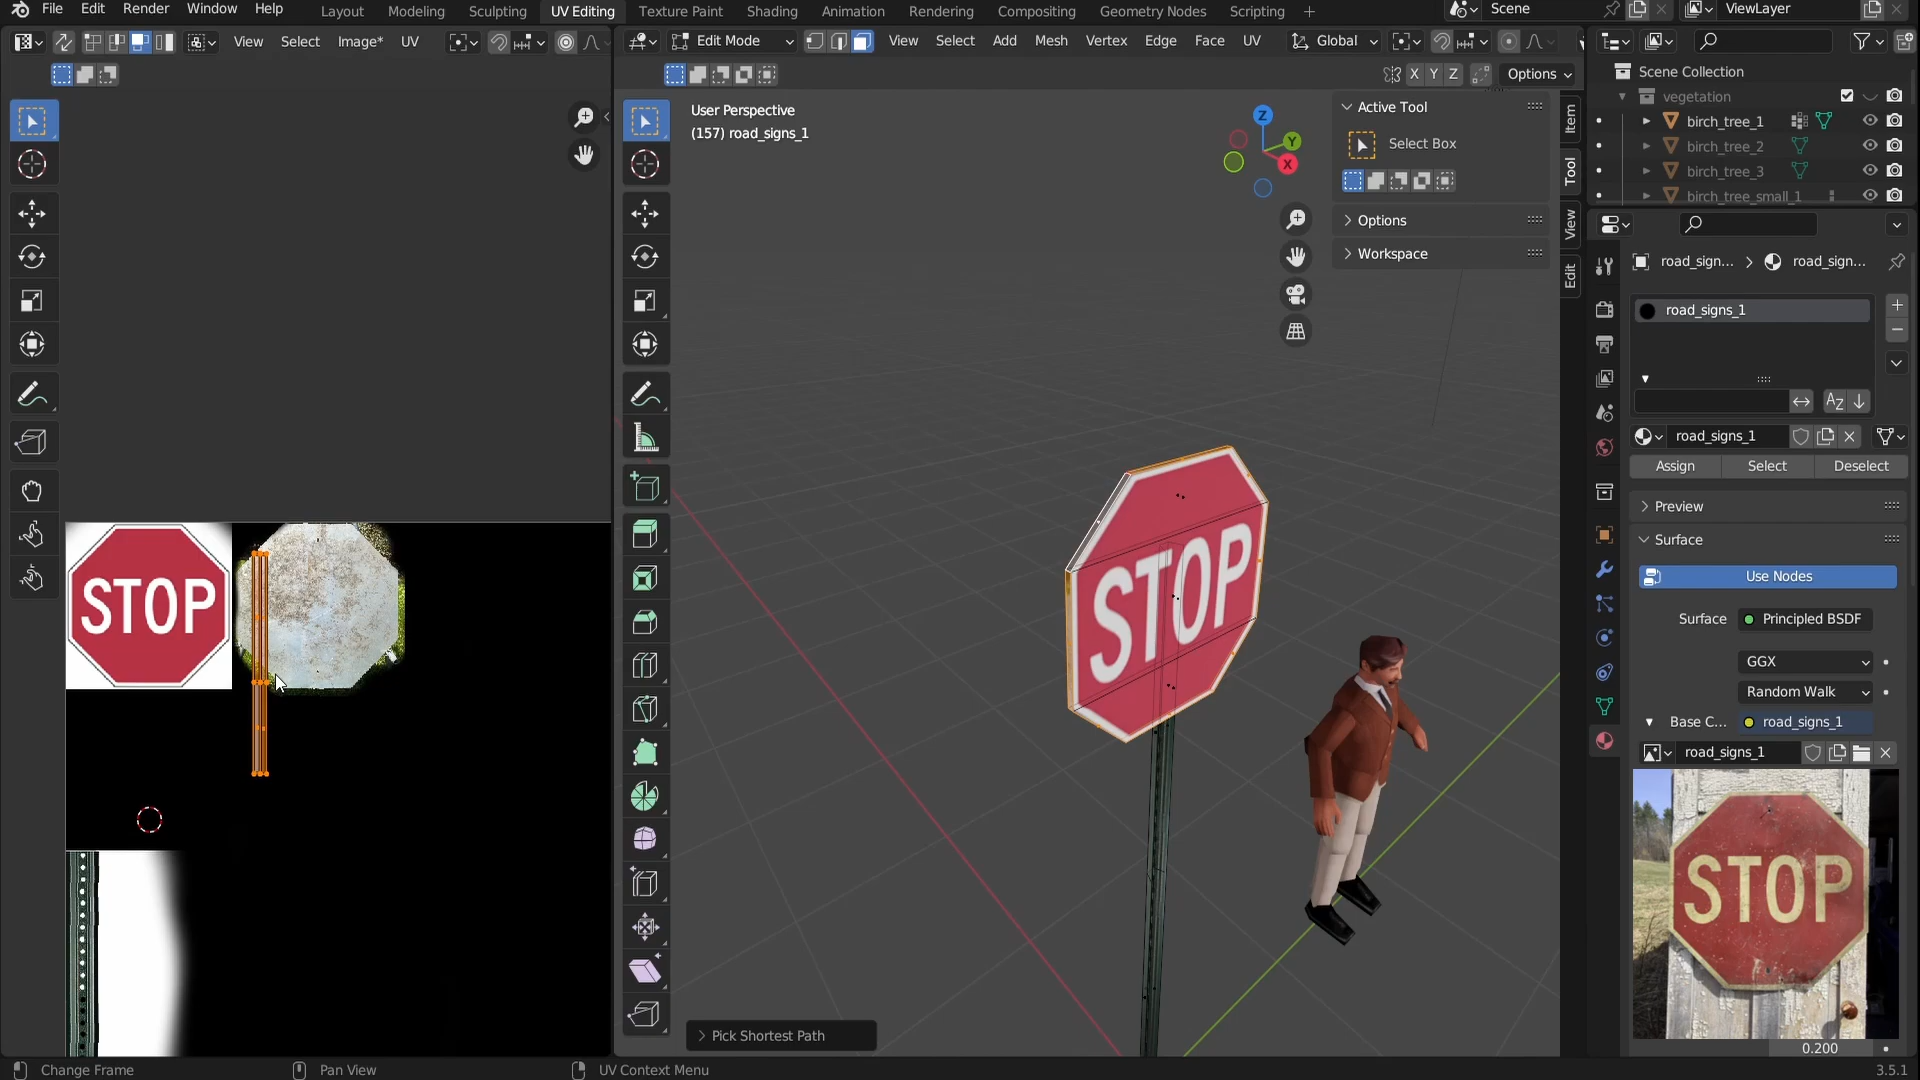 File Edit Render Window Help Layout Modeling Sculpting UV Editing Texture Paint Shading Animation Rendering Compositing Geometry Nodes Scripting Scene ViewLayer
View Select Image* UV Edit Mode View Select Add Mesh Vertex Edge Face UV Global
X Y Z Options
Scene Collection
vegetation
birch_tree_1
birch_tree_2
birch_tree_3
birch_tree_small_1
User Perspective
(157) road_signs_1
Z
Y
X
Active Tool
Select Box
Options
Workspace
Item
Tool
View
Edit
road_sign... road_sign...
road_signs_1
AZ
road_signs_1
Assign Select Deselect
Preview
Surface
Use Nodes
Surface Principled BSDF
GGX
Random Walk
Base C... road_signs_1
road_signs_1
STOP
STOP
STOP
0.200
Pick Shortest Path
Change Frame Pan View UV Context Menu 3.5.1